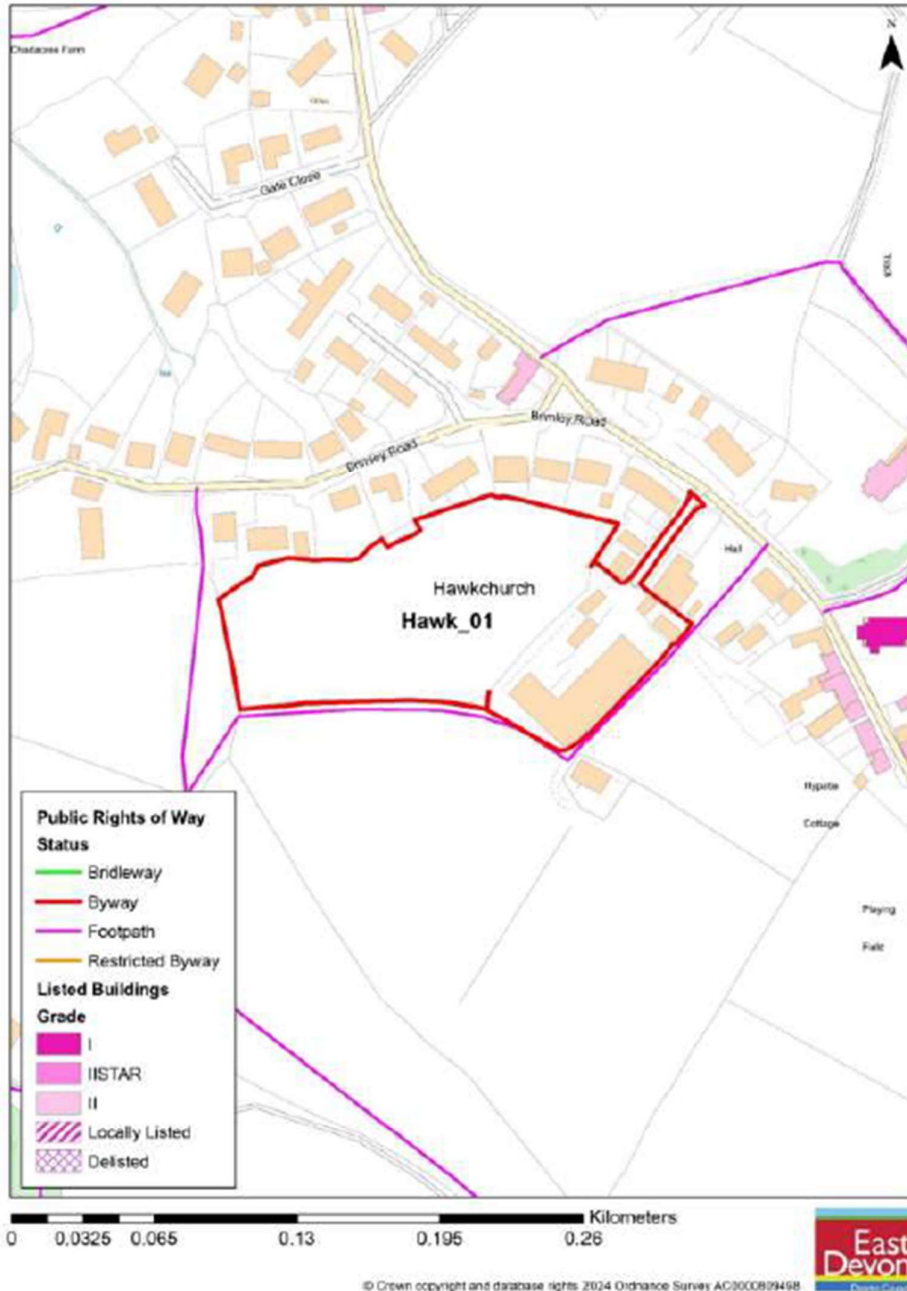 N
Chadacres Farm
Gate Close
Track
Brimley Road
Brimley Road
Hall
Hawkchurch
Hawk_01
Hypatia
Cottage
Playing
Field
Public Rights of Way
Status
Bridleway
Byway
Footpath
Restricted Byway
Listed Buildings
Grade
I
IISTAR
II
Locally Listed
Delisted
Kilometers
0 0.0325 0.065 0.13 0.195 0.26
East
Devon
© Crown copyright and database rights 2024 Ordnance Survey AC0000809498